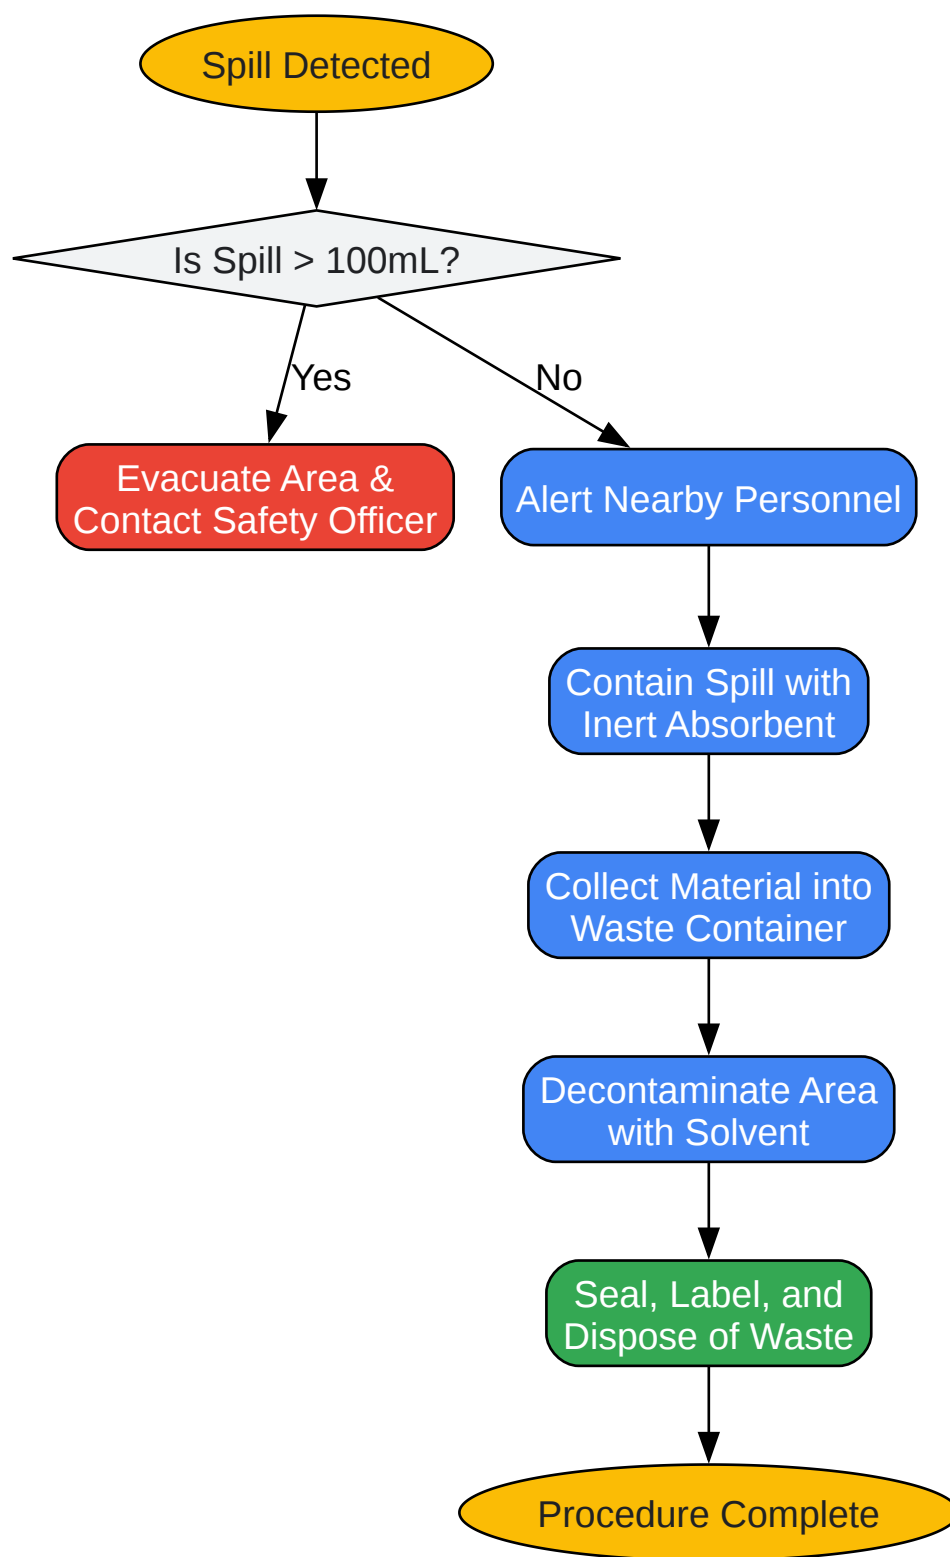 Spill Detected
Is Spill > 100mL?
Yes
No
Evacuate Area &
Contact Safety Officer
Alert Nearby Personnel
Contain Spill with
Inert Absorbent
Collect Material into
Waste Container
Decontaminate Area
with Solvent
Seal, Label, and
Dispose of Waste
Procedure Complete